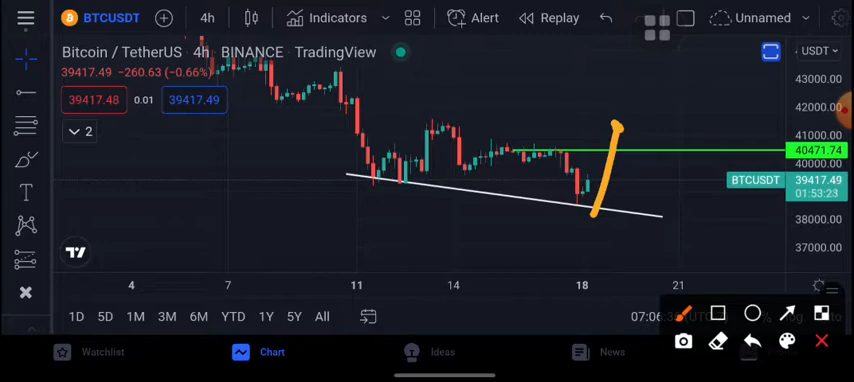 BTCUSDT 4h Indicators Alert Replay Unnamed
Bitcoin / TetherUS · 4h · BINANCE · TradingView
USDT
39417.49 −260.63 (−0.66%)
39417.48 0.01 39417.49
2
43000.00
42000.00
41000.00
40471.74
40000.00
BTCUSDT 39417.49
01:53:23
38000.00
37000.00
4 7 11 14 18 21
1D 5D 1M 3M 6M YTD 1Y 5Y All
Watchlist Chart Ideas News